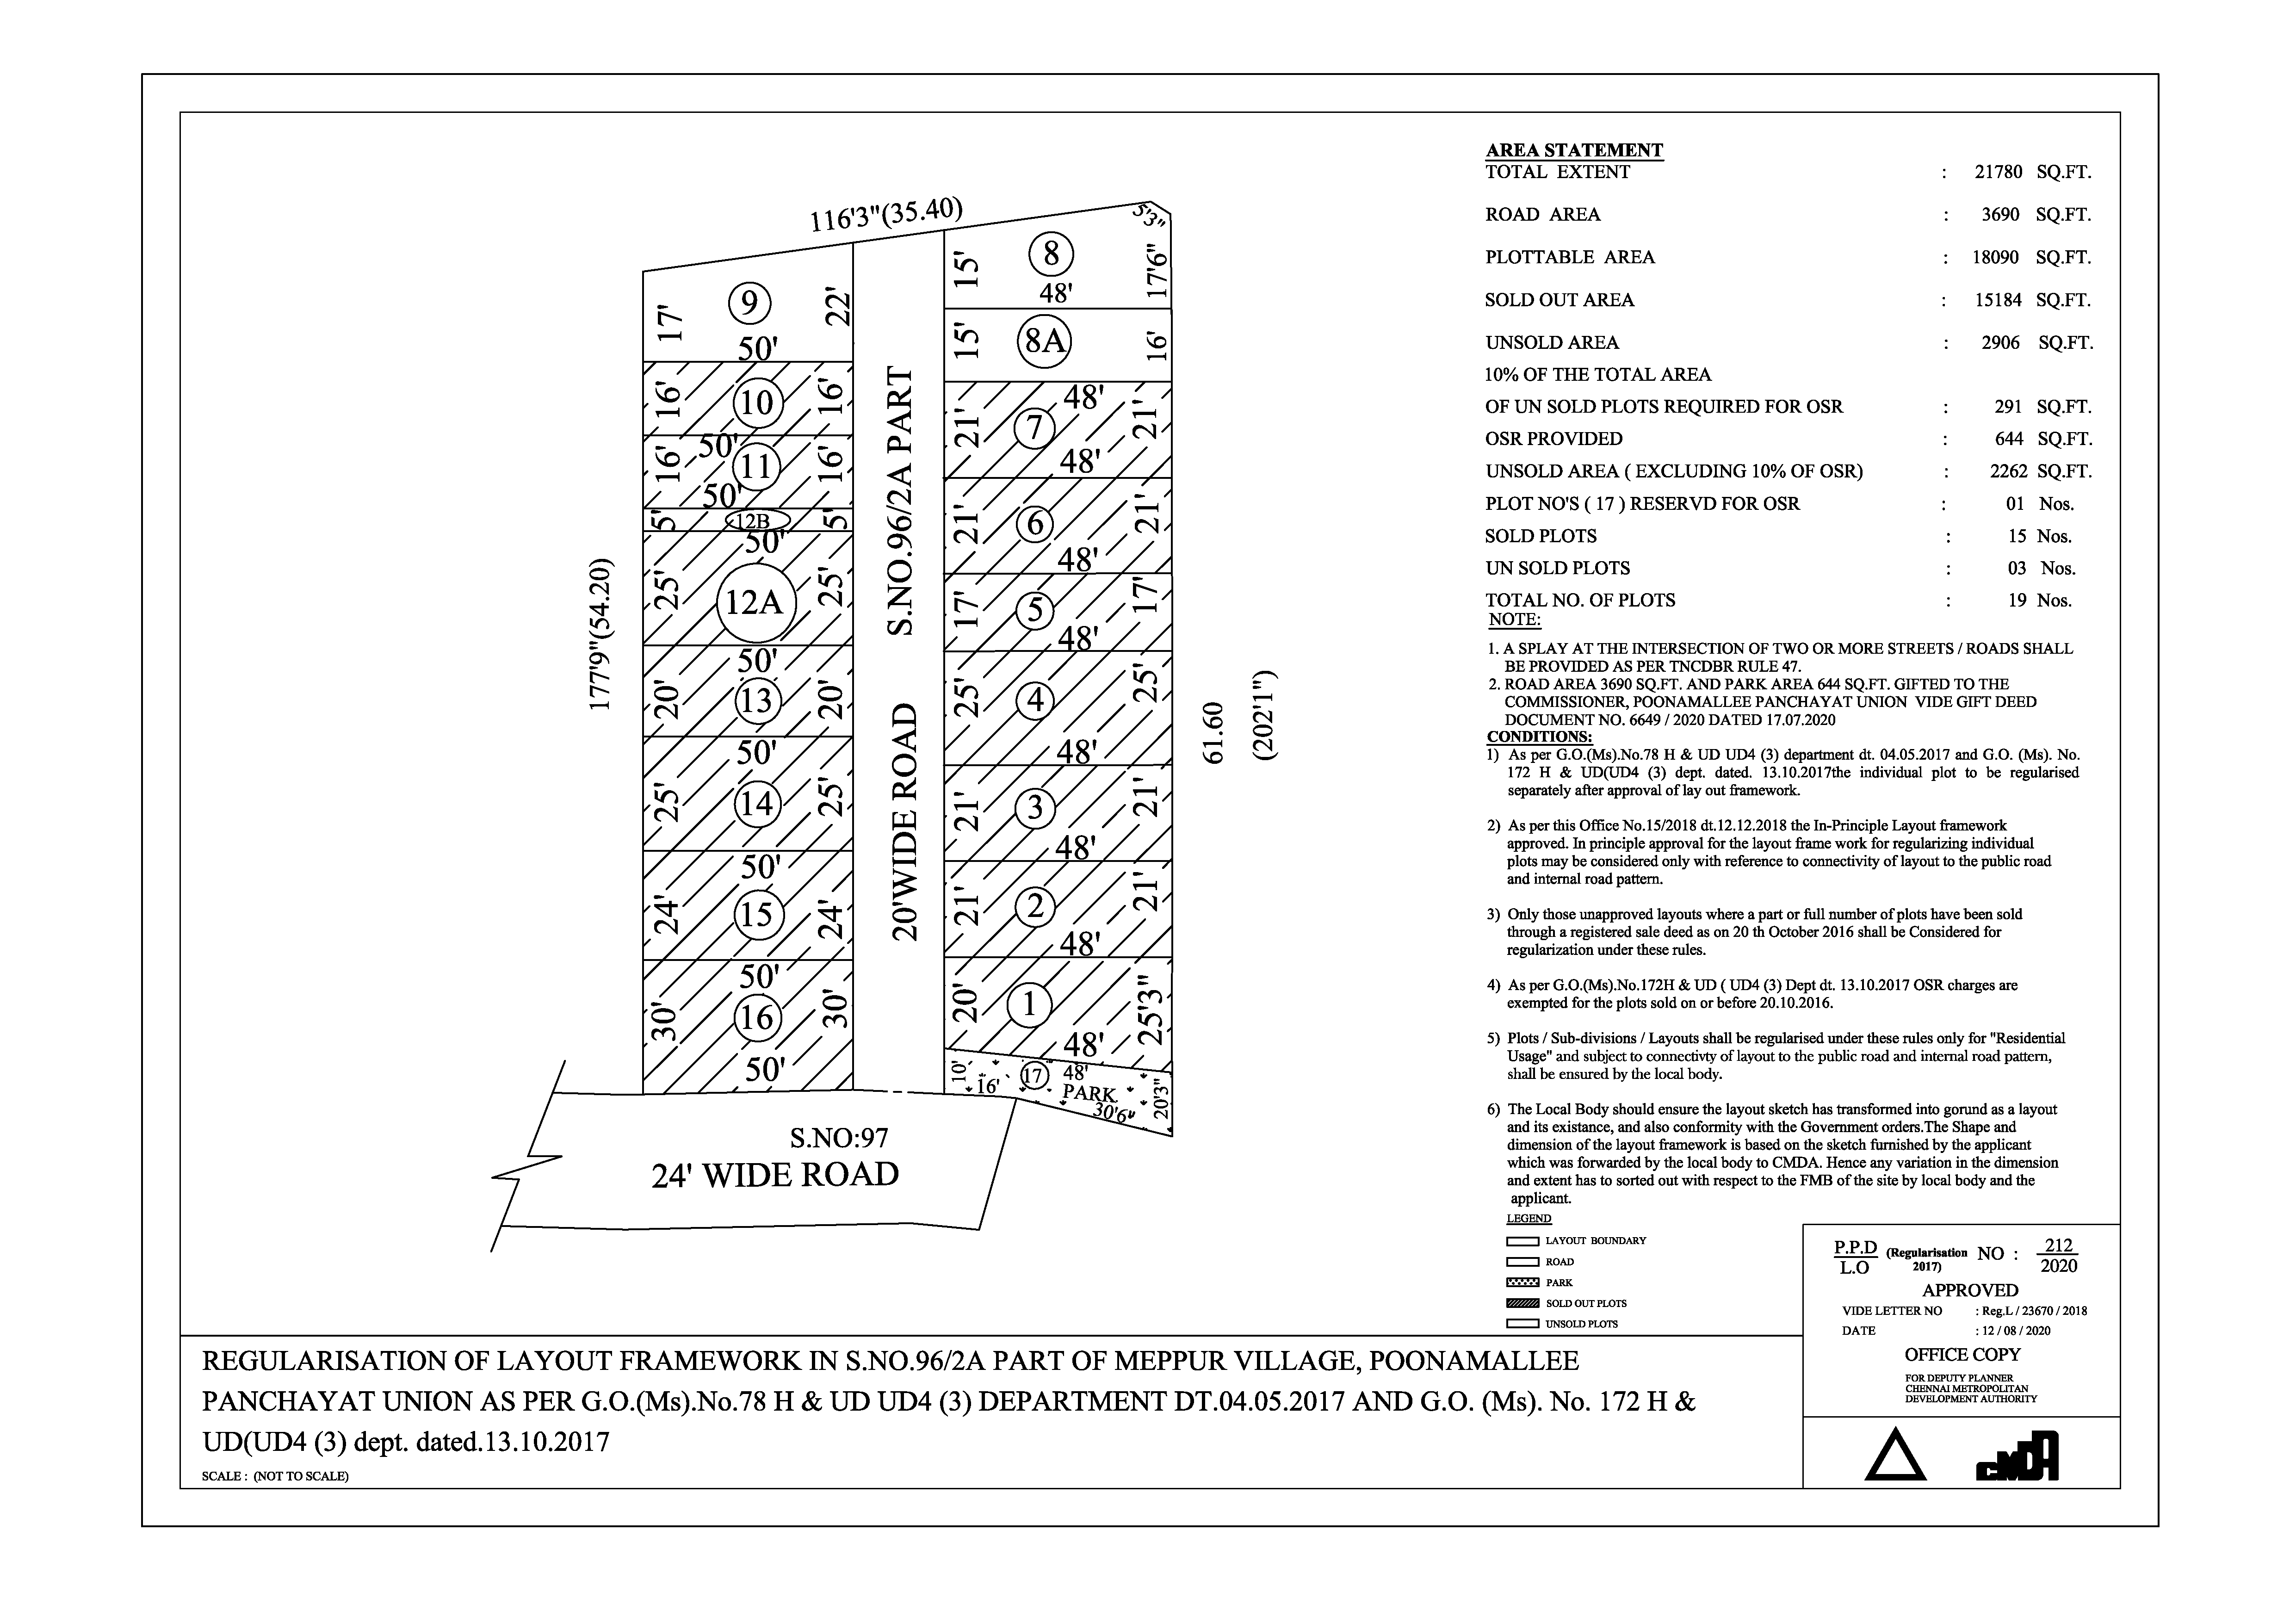 116'3"(35.40)
5'3"
15'
8
17'6"
48'
9
17'
22'
50'
15'
8A
16'
10
16'
16'
50'
7
48'
21'
21'
48'
11
16'
16'
50'
12B
5'
5'
50'
6
21'
21'
48'
12A
25'
25'
50'
5
17'
17'
48'
13
20'
20'
50'
4
25'
25'
48'
14
25'
25'
50'
3
21'
21'
48'
15
24'
24'
50'
2
21'
21'
48'
16
30'
30'
50'
1
20'
25'3"
48'
10'
16'
17
48'
PARK
30'6"
20'3"
177'9"(54.20)
S.NO.96/2A PART
20'WIDE ROAD
61.60
(202'1")
S.NO:97
24' WIDE ROAD
AREA STATEMENT
TOTAL EXTENT : 21780 SQ.FT.
ROAD AREA : 3690 SQ.FT.
PLOTTABLE AREA : 18090 SQ.FT.
SOLD OUT AREA : 15184 SQ.FT.
UNSOLD AREA : 2906 SQ.FT.
10% OF THE TOTAL AREA
OF UN SOLD PLOTS REQUIRED FOR OSR : 291 SQ.FT.
OSR PROVIDED : 644 SQ.FT.
UNSOLD AREA ( EXCLUDING 10% OF OSR) : 2262 SQ.FT.
PLOT NO'S ( 17 ) RESERVD FOR OSR : 01 Nos.
SOLD PLOTS : 15 Nos.
UN SOLD PLOTS : 03 Nos.
TOTAL NO. OF PLOTS : 19 Nos.
NOTE:
1. A SPLAY AT THE INTERSECTION OF TWO OR MORE STREETS / ROADS SHALL
BE PROVIDED AS PER TNCDBR RULE 47.
2. ROAD AREA 3690 SQ.FT. AND PARK AREA 644 SQ.FT. GIFTED TO THE
COMMISSIONER, POONAMALLEE PANCHAYAT UNION VIDE GIFT DEED
DOCUMENT NO. 6649 / 2020 DATED 17.07.2020
CONDITIONS:
1) As per G.O.(Ms).No.78 H & UD UD4 (3) department dt. 04.05.2017 and G.O. (Ms). No.
172 H & UD(UD4 (3) dept. dated. 13.10.2017the individual plot to be regularised
separately after approval of lay out framework.
2) As per this Office No.15/2018 dt.12.12.2018 the In-Principle Layout framework
approved. In principle approval for the layout frame work for regularizing individual
plots may be considered only with reference to connectivity of layout to the public road
and internal road pattern.
3) Only those unapproved layouts where a part or full number of plots have been sold
through a registered sale deed as on 20 th October 2016 shall be Considered for
regularization under these rules.
4) As per G.O.(Ms).No.172H & UD ( UD4 (3) Dept dt. 13.10.2017 OSR charges are
exempted for the plots sold on or before 20.10.2016.
5) Plots / Sub-divisions / Layouts shall be regularised under these rules only for "Residential
Usage" and subject to connectivty of layout to the public road and internal road pattern,
shall be ensured by the local body.
6) The Local Body should ensure the layout sketch has transformed into gorund as a layout
and its existance, and also conformity with the Government orders.The Shape and
dimension of the layout framework is based on the sketch furnished by the applicant
which was forwarded by the local body to CMDA. Hence any variation in the dimension
and extent has to sorted out with respect to the FMB of the site by local body and the
applicant.
LEGEND
LAYOUT BOUNDARY
ROAD
PARK
SOLD OUT PLOTS
UNSOLD PLOTS
P.P.D
L.O
(Regularisation
2017)
NO :
212
2020
APPROVED
VIDE LETTER NO : Reg.L / 23670 / 2018
DATE : 12 / 08 / 2020
OFFICE COPY
FOR DEPUTY PLANNER
CHENNAI METROPOLITAN
DEVELOPMENT AUTHORITY
CMDA
REGULARISATION OF LAYOUT FRAMEWORK IN S.NO.96/2A PART OF MEPPUR VILLAGE, POONAMALLEE
PANCHAYAT UNION AS PER G.O.(Ms).No.78 H & UD UD4 (3) DEPARTMENT DT.04.05.2017 AND G.O. (Ms). No. 172 H &
UD(UD4 (3) dept. dated.13.10.2017
SCALE : (NOT TO SCALE)